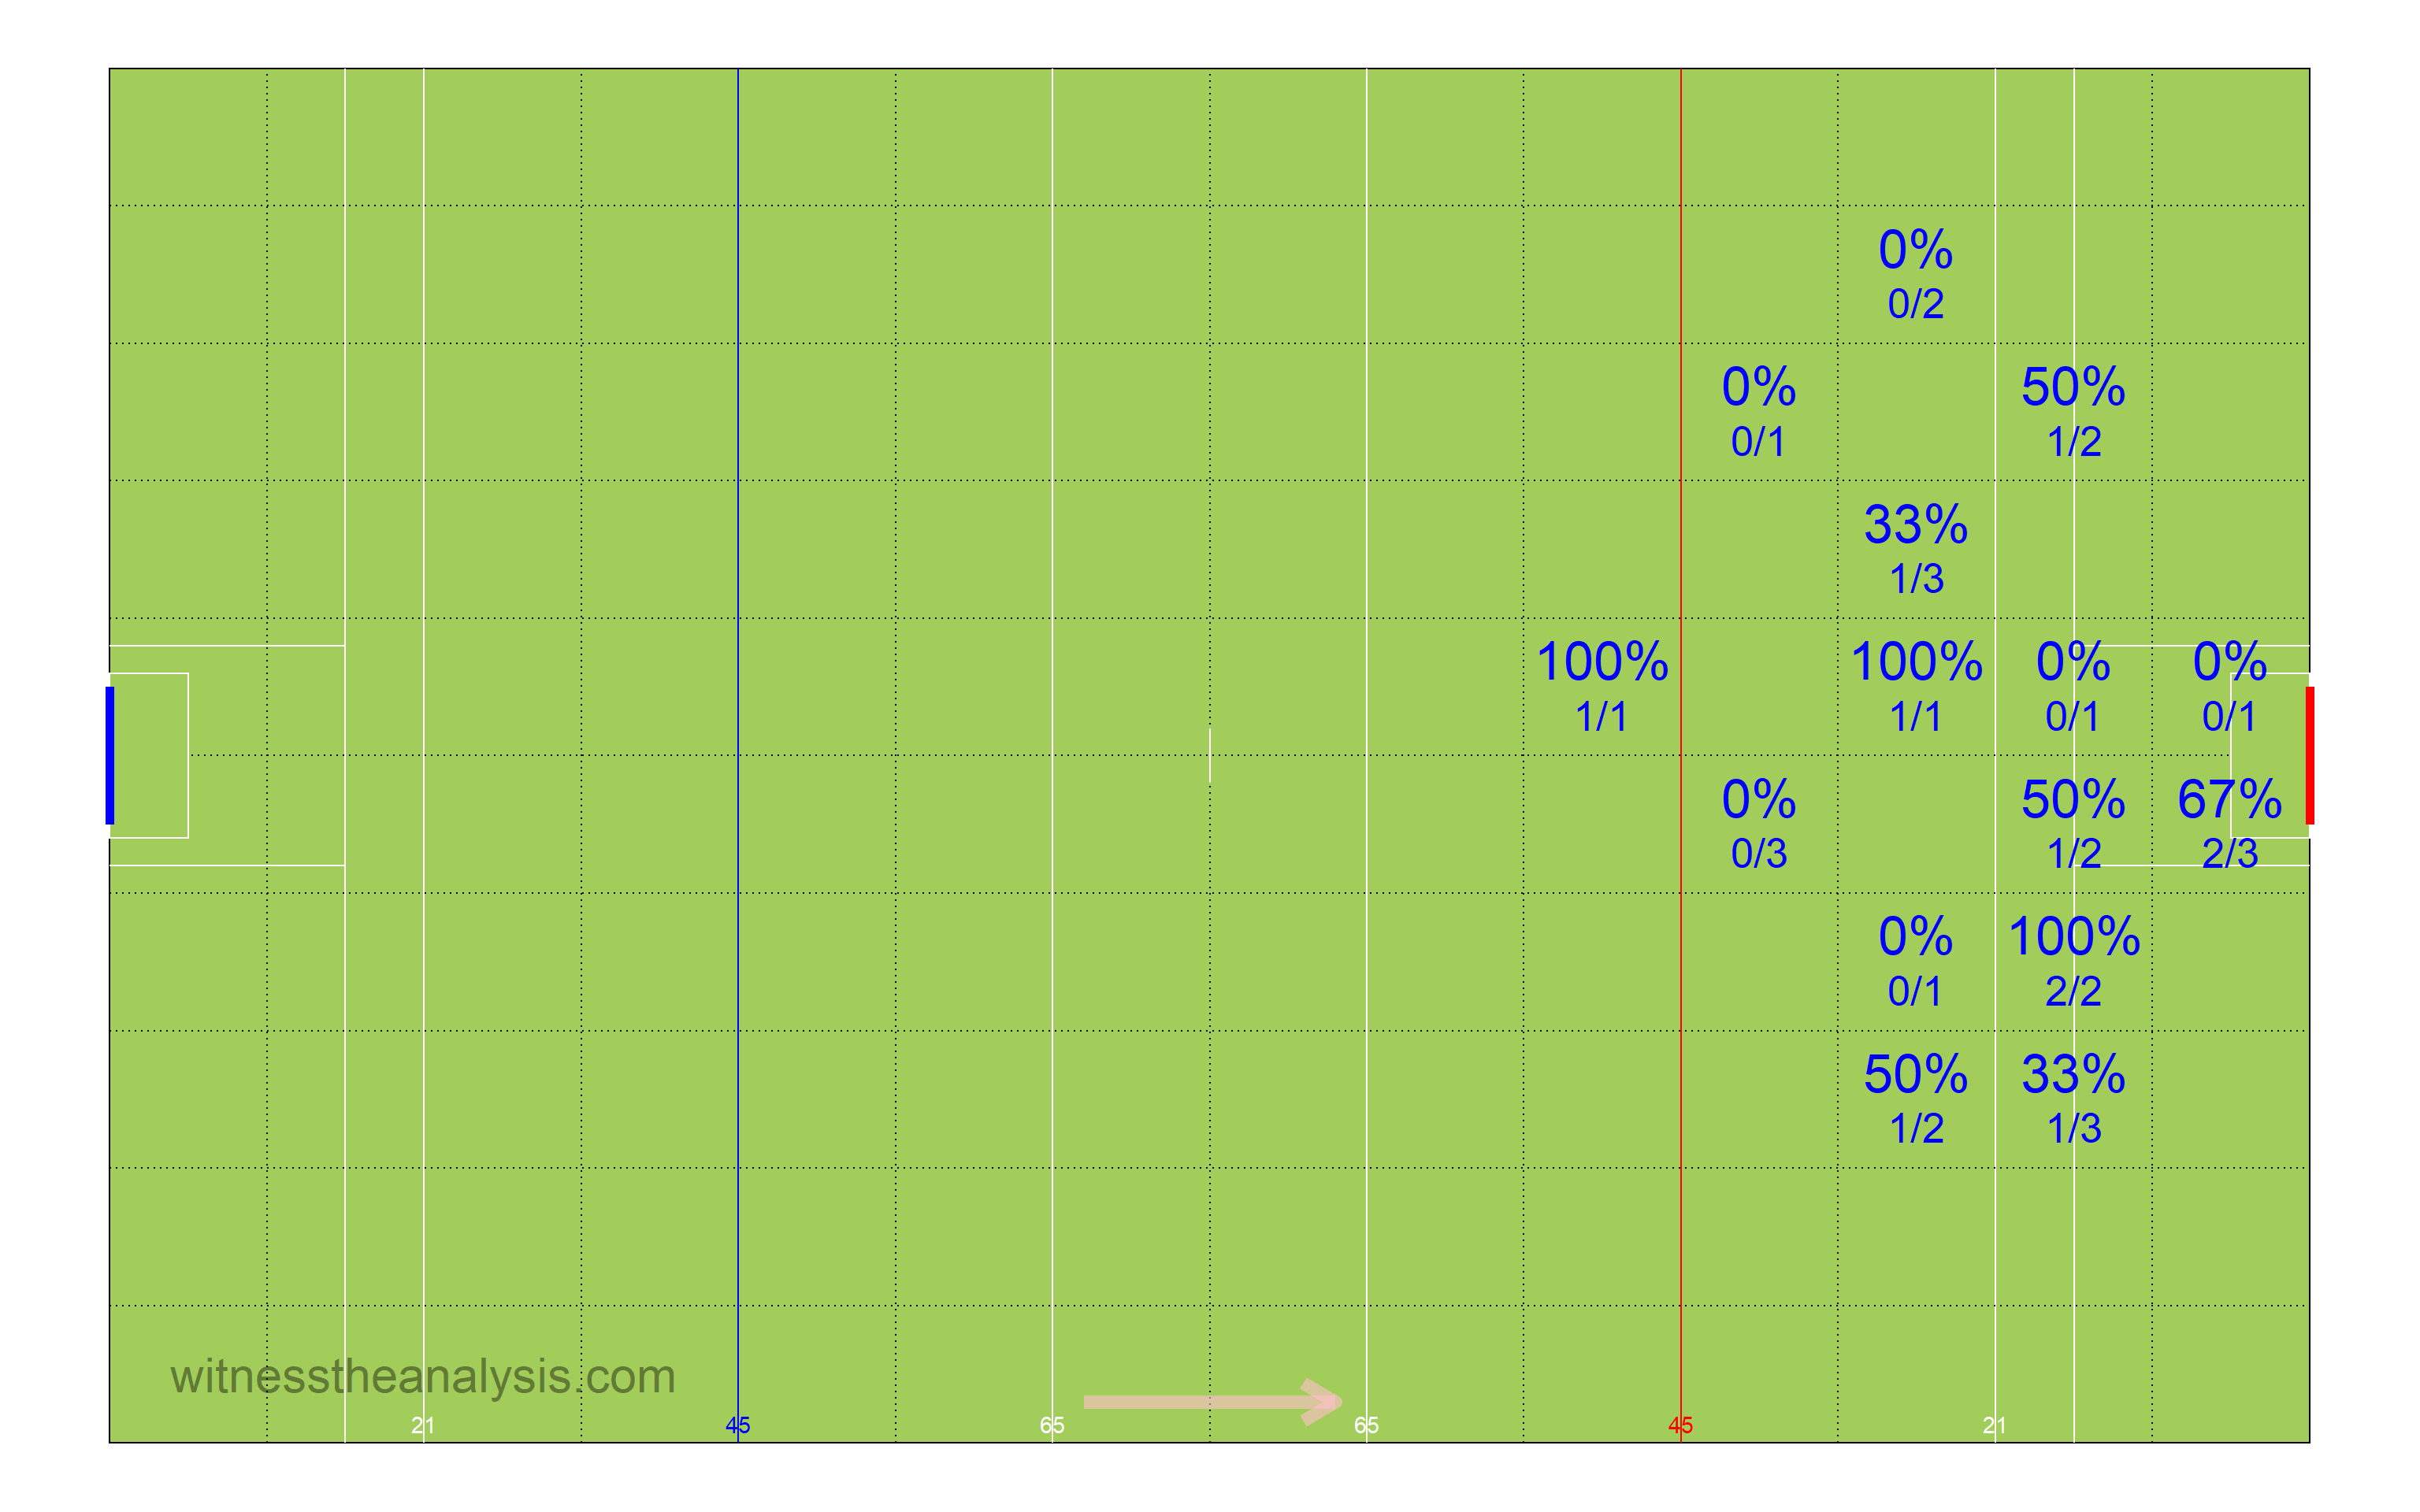 0%
0/2
0% 50%
0/1 1/2
33%
1/3
100% 100% 0% 0%
1/1 1/1 0/1 0/1
0% 50% 67%
0/3 1/2 2/3
0% 100%
0/1 2/2
50% 33%
1/2 1/3
witnesstheanalysis.com
21 45 65 65 45 21